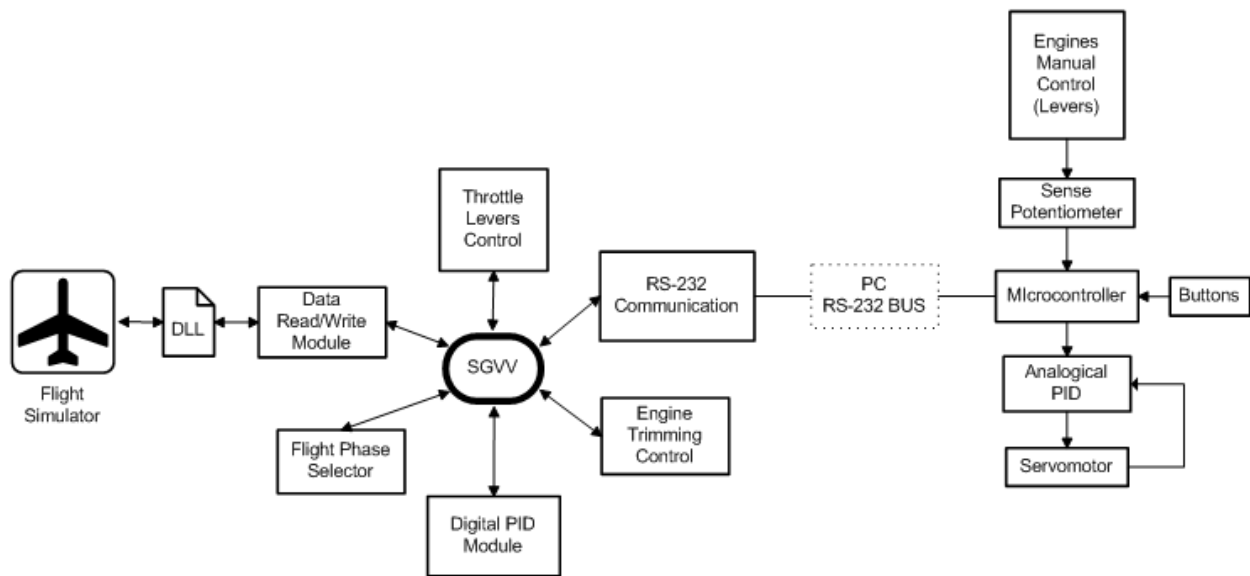 Engines
Manual
Control
(Levers)
Throttle
Levers
Control
Sense
Potentiometer
RS-232
Communication
PC
RS-232 BUS
MIcrocontroller
Buttons
Data
Read/Write
Module
DLL
SGVV
Flight
Simulator
Analogical
PID
Engine
Trimming
Control
Flight Phase
Selector
Servomotor
Digital PID
Module